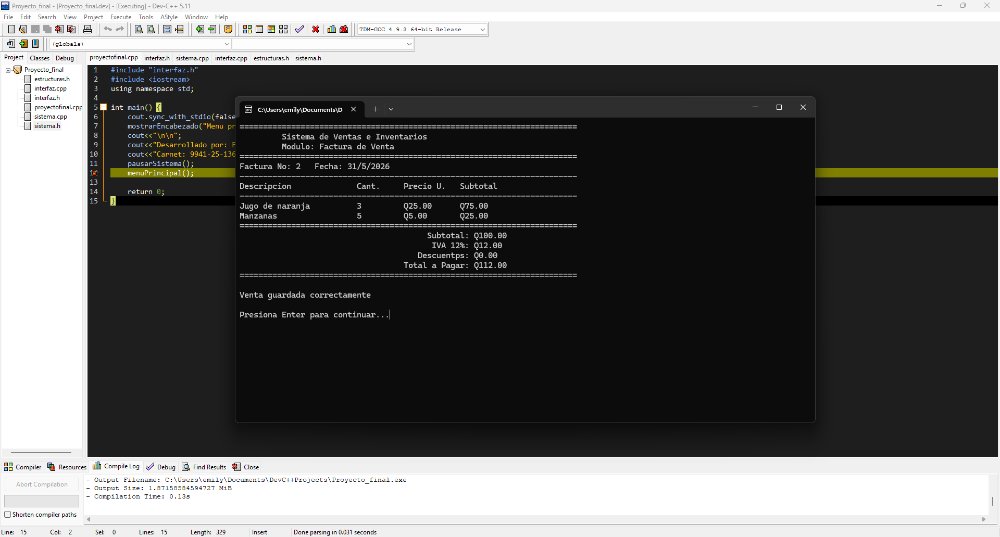 Proyecto_final - [Proyecto_final.dev] - [Executing] - Dev-C++ 5.11
File Edit Search View Project Execute Tools AStyle Window Help
TDM-GCC 4.9.2 64-bit Release
(globals)
Project Classes Debug
proyectofinal.cpp interfaz.h sistema.cpp interfaz.cpp estructuras.h sistema.h
Proyecto_final
estructuras.h
interfaz.cpp
interfaz.h
proyectofinal.cpp
sistema.cpp
sistema.h
1 #include "interfaz.h"
2 #include <iostream>
3 using namespace std;
4
5 int main() {
6 cout.sync_with_stdio(false
7 mostrarEncabezado("Menu pr
8 cout<<"\n\n";
9 cout<<"Desarrollado por: E
10 cout<<"Carnet: 9941-25-136
11 pausarSistema();
12 menuPrincipal();
13
14 return 0;
15 }
C:\Users\emily\Documents\D
================================================================
Sistema de Ventas e Inventarios
Modulo: Factura de Venta
================================================================
Factura No: 2 Fecha: 31/5/2026
----------------------------------------------------------------
Descripcion Cant. Precio U. Subtotal
----------------------------------------------------------------
Jugo de naranja 3 Q25.00 Q75.00
Manzanas 5 Q5.00 Q25.00
================================================================
Subtotal: Q100.00
IVA 12%: Q12.00
Descuentps: Q0.00
Total a Pagar: Q112.00
================================================================
Venta guardada correctamente
Presiona Enter para continuar...
Compiler Resources Compile Log Debug Find Results Close
Abort Compilation
Shorten compiler paths
- Output Filename: C:\Users\emily\Documents\DevC++Projects\Proyecto_final.exe
- Output Size: 1.87158584594727 MiB
- Compilation Time: 0.13s
Line: 15 Col: 2 Sel: 0 Lines: 15 Length: 329 Insert Done parsing in 0.031 seconds